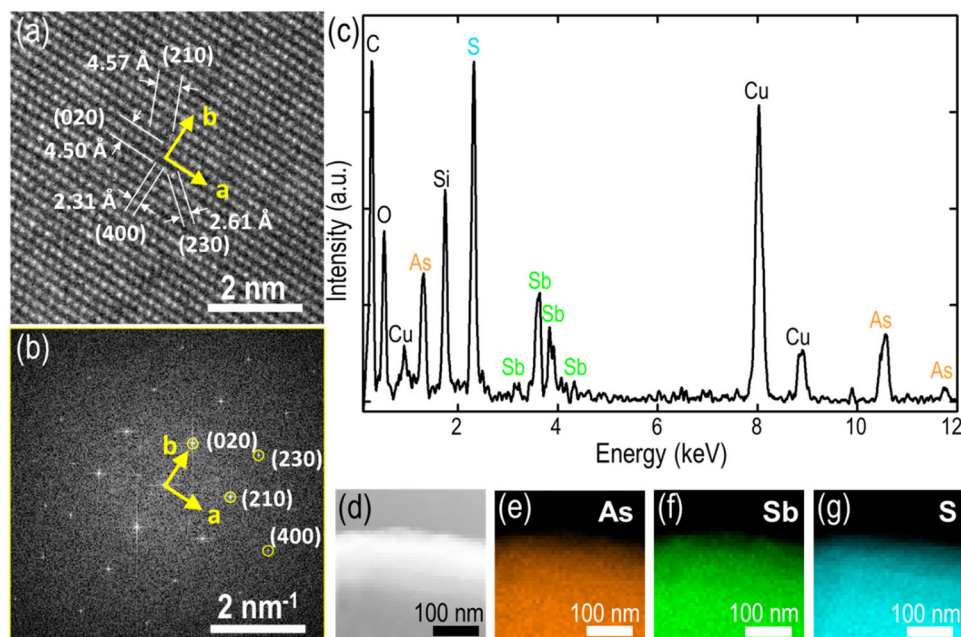 (a)
4.57 Å
(210)
(020)
b
4.50 Å
a
2.31 Å
2.61 Å
(400)
(230)
2 nm
(b)
(020)
b
(230)
(210)
a
(400)
2 nm⁻¹
(c)
C
S
Cu
Si
O
As
Cu
Sb
Sb
Sb
Sb
Cu
As
As
Intensity (a.u.)
2 4 6 8 10 12
Energy (keV)
(d)
100 nm
(e) As
100 nm
(f) Sb
100 nm
(g) S
100 nm